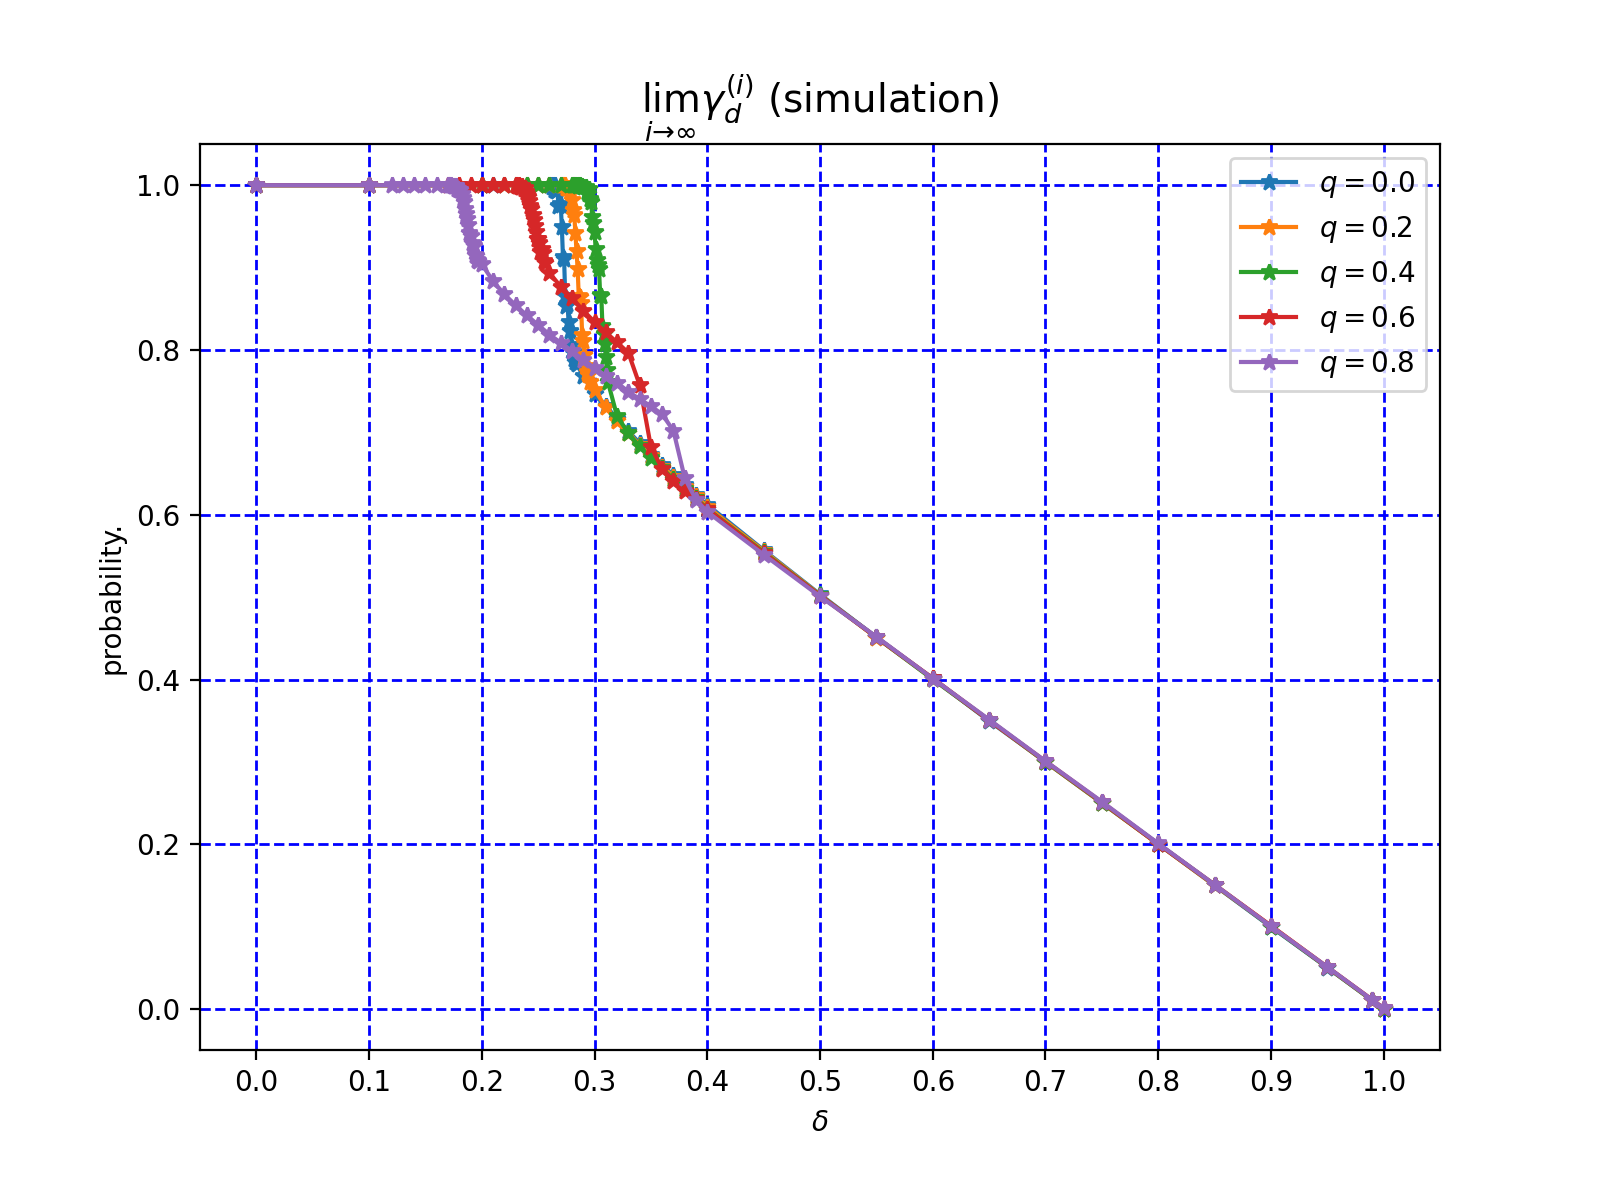 lim γ_d^(i) (simulation)
i→∞
q = 0.0
q = 0.2
q = 0.4
q = 0.6
q = 0.8
1.0
0.8
0.6
0.4
0.2
0.0
probability.
0.0 0.1 0.2 0.3 0.4 0.5 0.6 0.7 0.8 0.9 1.0
δ